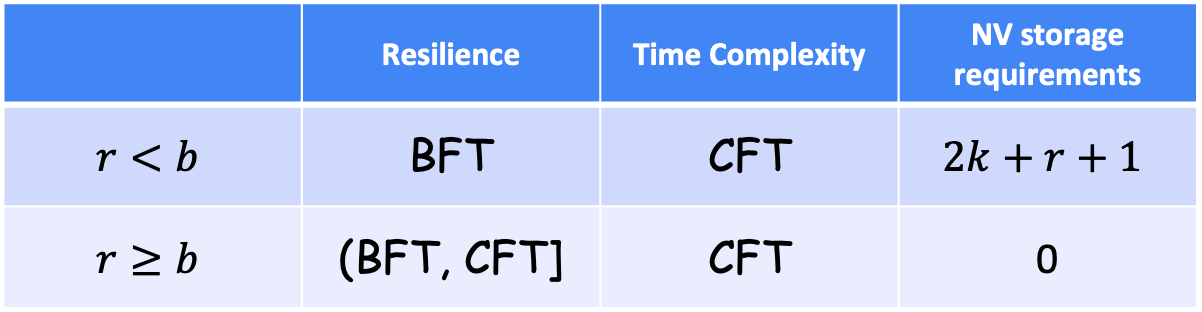 Resilience
Time Complexity
NV storage
requirements
r < b
BFT
CFT
2k + r + 1
r ≥ b
(BFT, CFT]
CFT
0